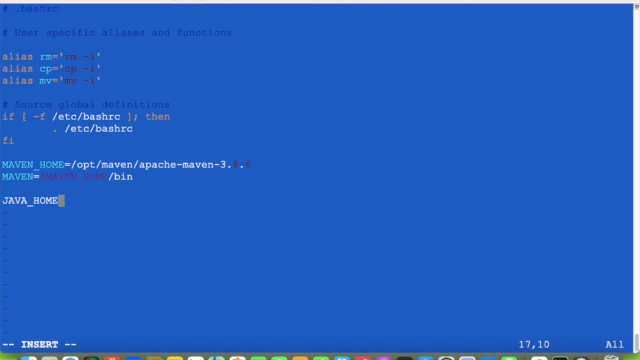 # .bashrc
# User specific aliases and functions
alias rm='rm -i'
alias cp='cp -i'
alias mv='mv -i'
# Source global definitions
if [ -f /etc/bashrc ]; then
. /etc/bashrc
fi
MAVEN_HOME=/opt/maven/apache-maven-3.8.6
MAVEN=$MAVEN_HOME/bin
JAVA_HOME
~
~
~
~
~
~
~
~
~
~
-- INSERT --
17,10
All